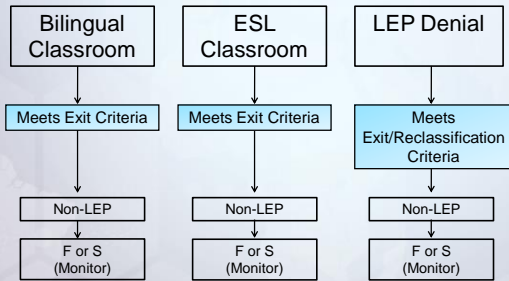 Bilingual
Classroom
ESL
Classroom
LEP Denial
Meets Exit Criteria
Meets Exit Criteria
Meets
Exit/Reclassification
Criteria
Non-LEP
Non-LEP
Non-LEP
F or S
(Monitor)
F or S
(Monitor)
F or S
(Monitor)